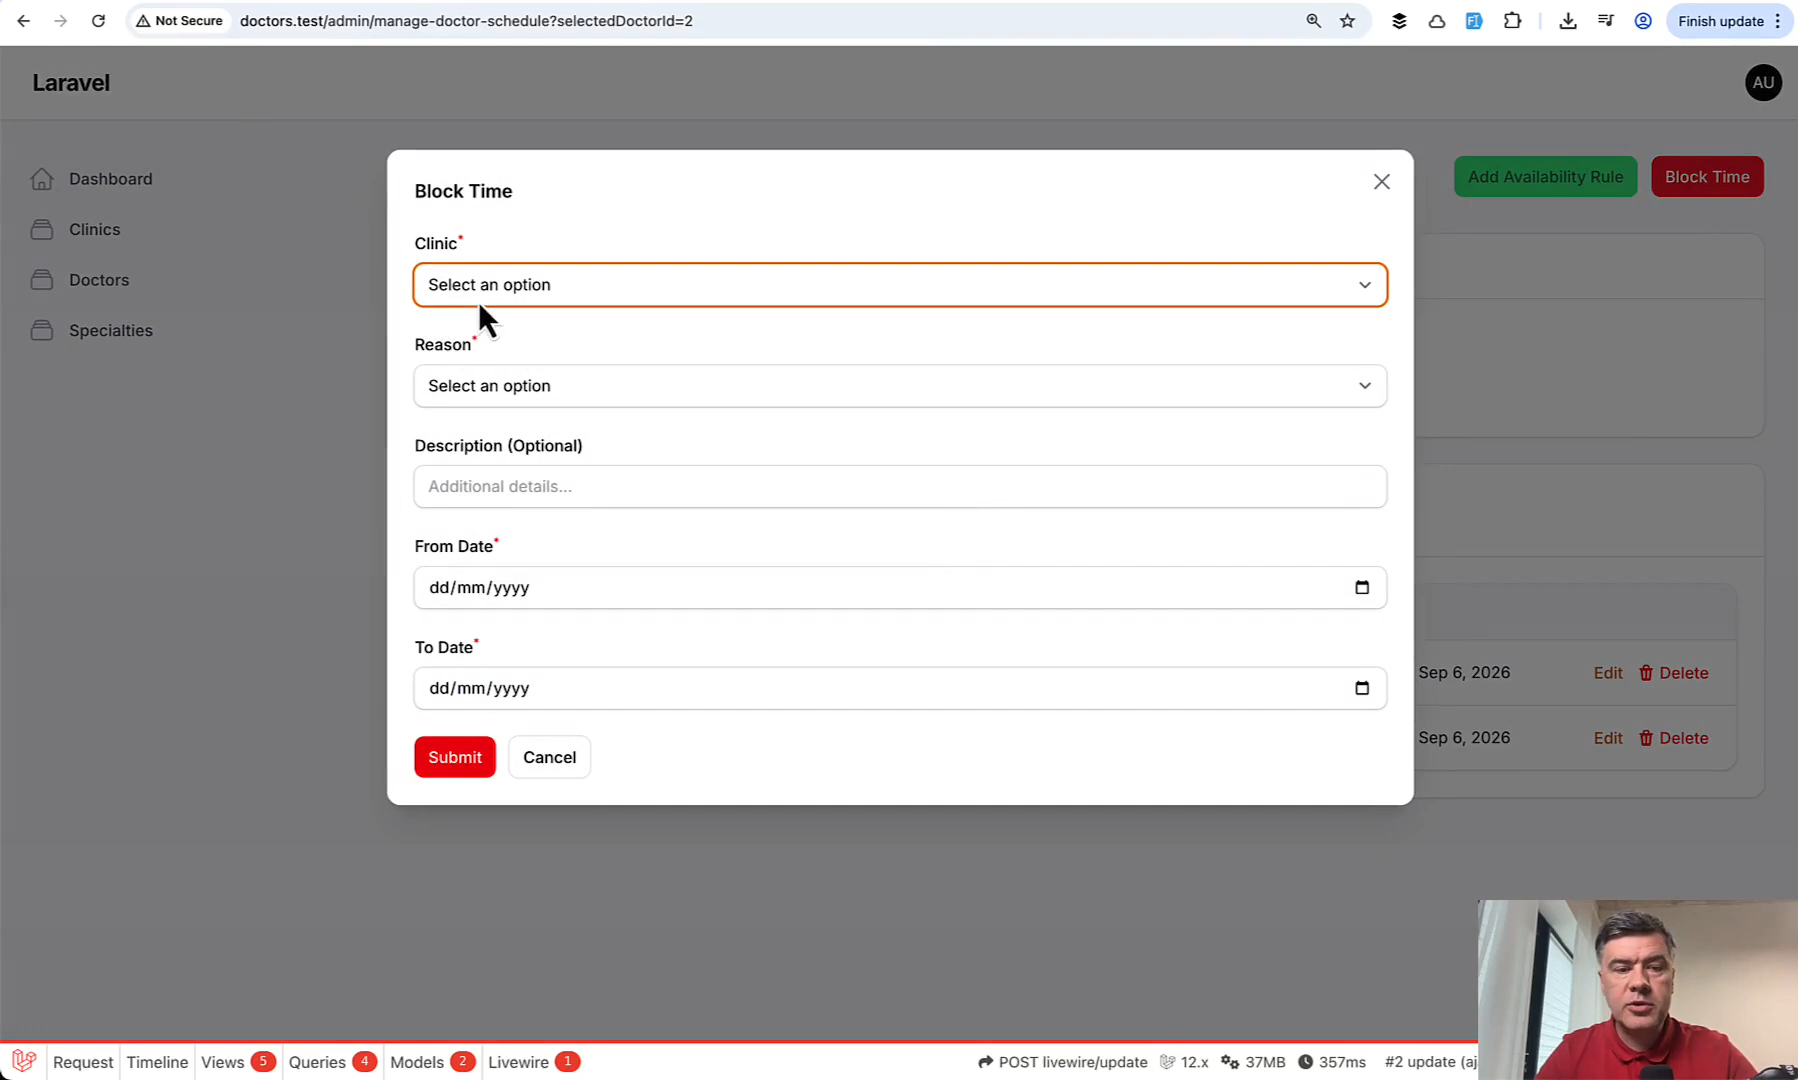 Not Secure
doctors.test/admin/manage-doctor-schedule?selectedDoctorId=2
Finish update
Laravel
AU
Dashboard
Clinics
Doctors
Specialties
Add Availability Rule
Block Time
Block Time
Clinic*
Select an option
Reason*
Select an option
Description (Optional)
Additional details...
From Date*
dd/mm/yyyy
To Date*
dd/mm/yyyy
Submit
Cancel
Sep 6, 2026 Edit Delete
Sep 6, 2026 Edit Delete
Request Timeline Views 5 Queries 4 Models 2 Livewire 1 POST livewire/update 12.x 37MB 357ms #2 update (aj